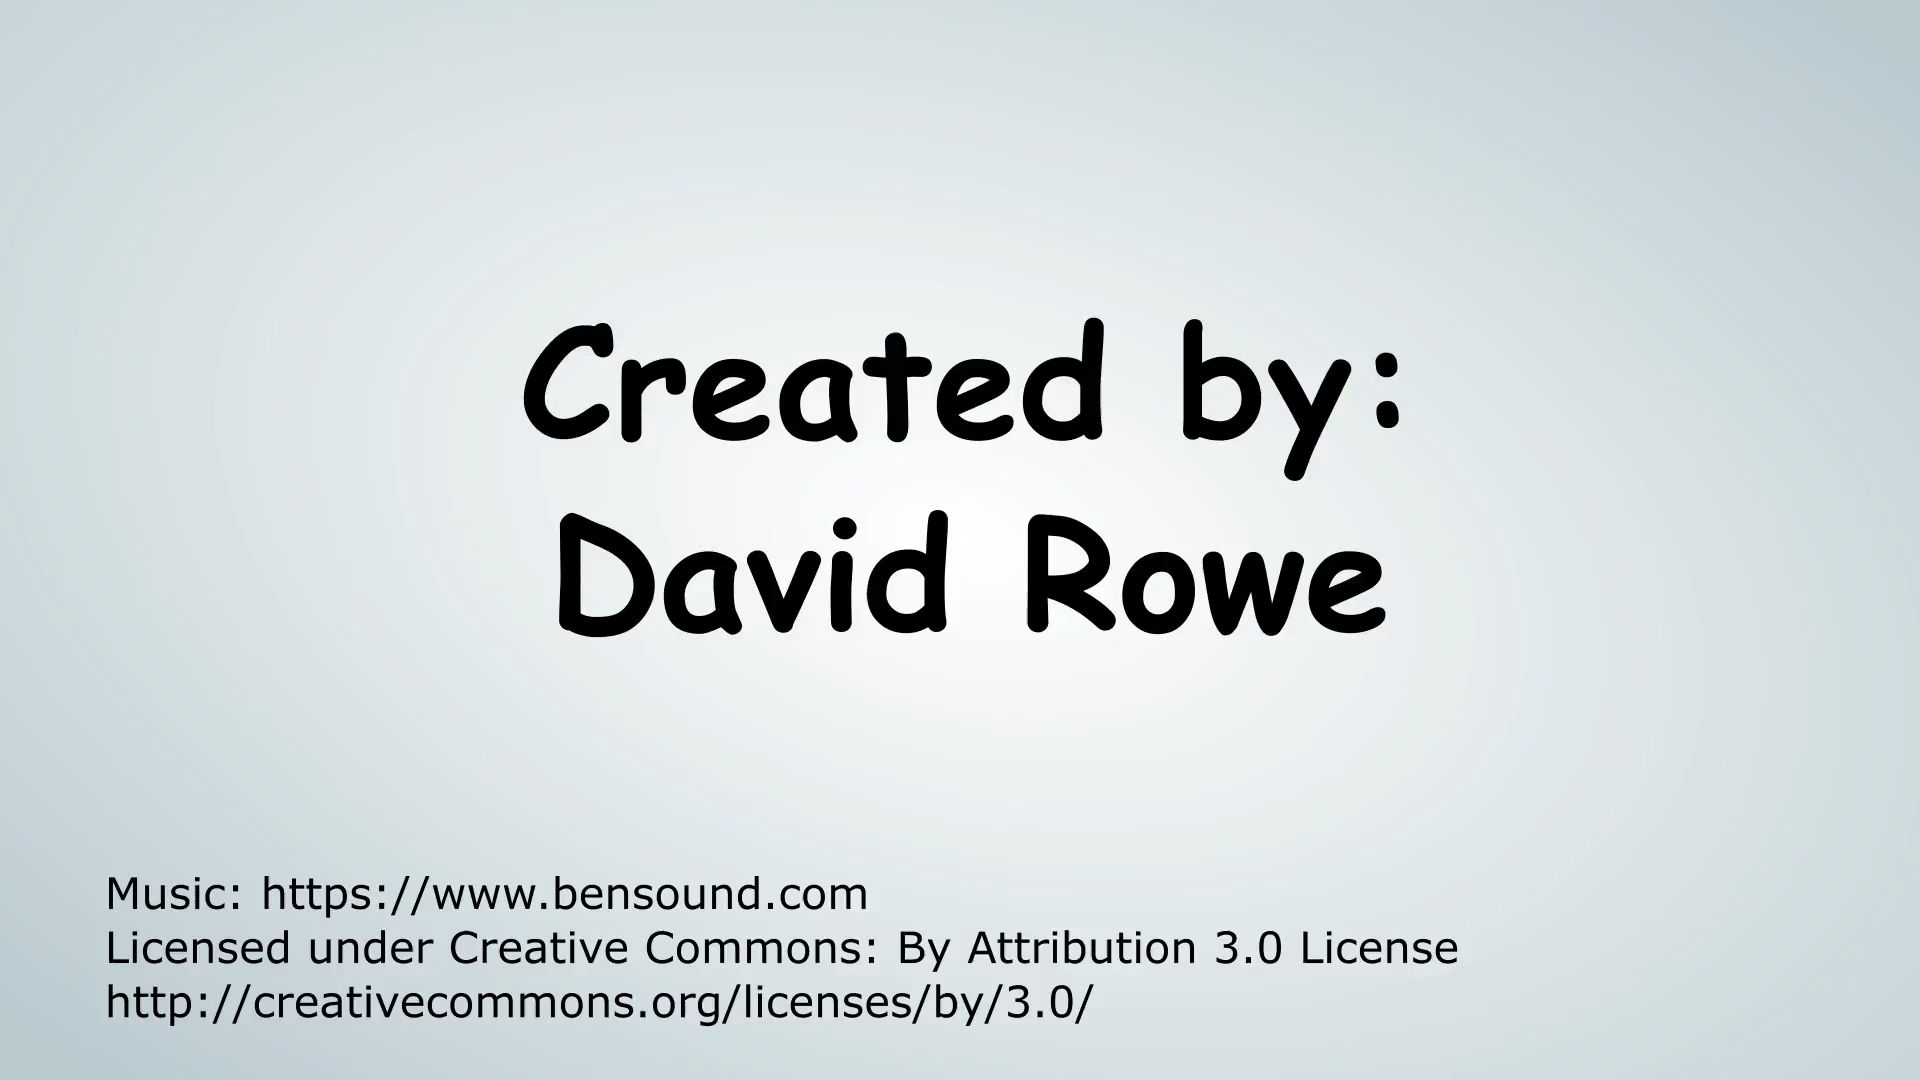 Created by:
David Rowe
Music: https://www.bensound.com
Licensed under Creative Commons: By Attribution 3.0 License
http://creativecommons.org/licenses/by/3.0/